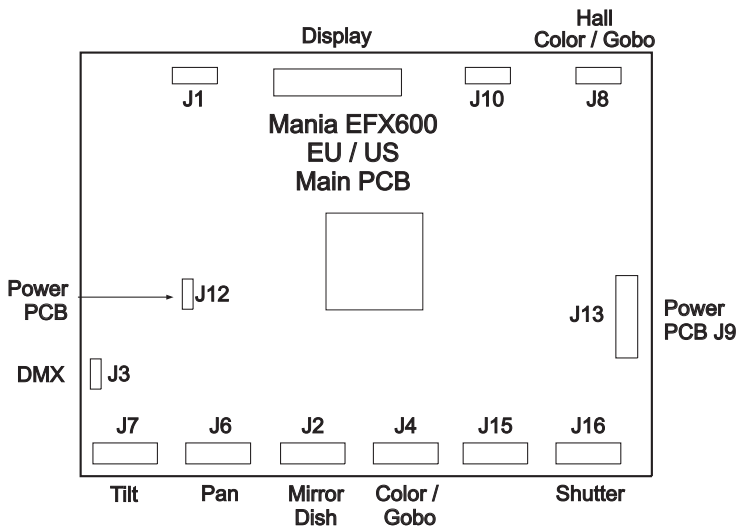 Hall
Display
Color / Gobo
J1
J10
J8
Mania EFX600
EU / US
Main PCB
Power
PCB
J12
J13
Power
PCB J9
DMX
J3
J7
J6
J2
J4
J15
J16
Tilt
Pan
Mirror
Dish
Color /
Gobo
Shutter